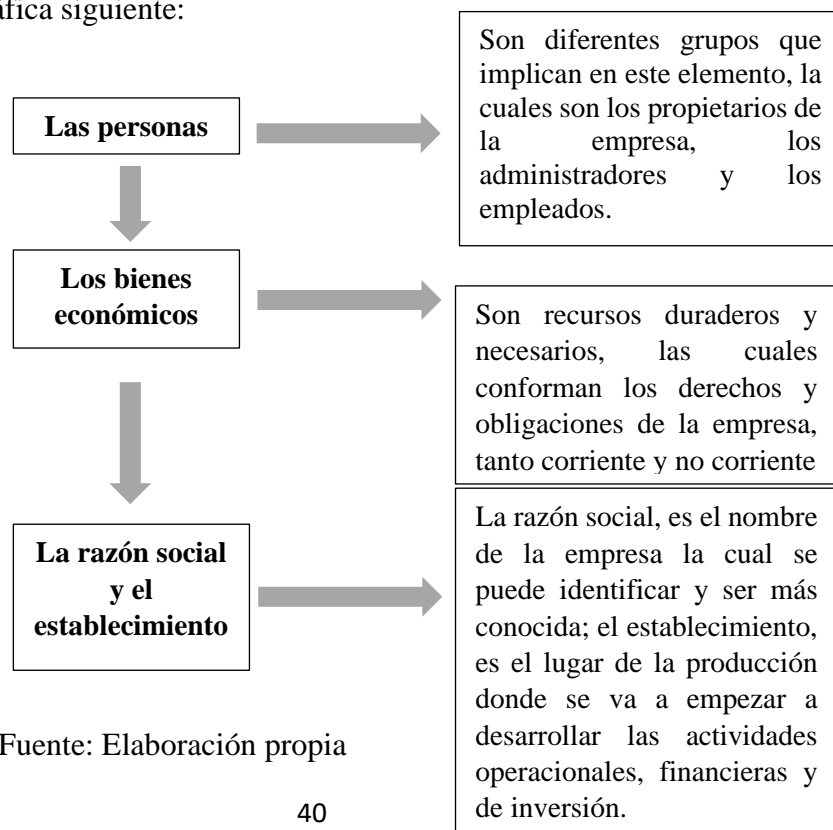 áfica siguiente:
Las personas
Son diferentes grupos que
implican en este elemento, la
cuales son los propietarios de
la empresa, los
administradores y los
empleados.
Los bienes
económicos
Son recursos duraderos y
necesarios, las cuales
conforman los derechos y
obligaciones de la empresa,
tanto corriente y no corriente
La razón social
y el
establecimiento
La razón social, es el nombre
de la empresa la cual se
puede identificar y ser más
conocida; el establecimiento,
es el lugar de la producción
donde se va a empezar a
desarrollar las actividades
operacionales, financieras y
de inversión.
Fuente: Elaboración propia
40